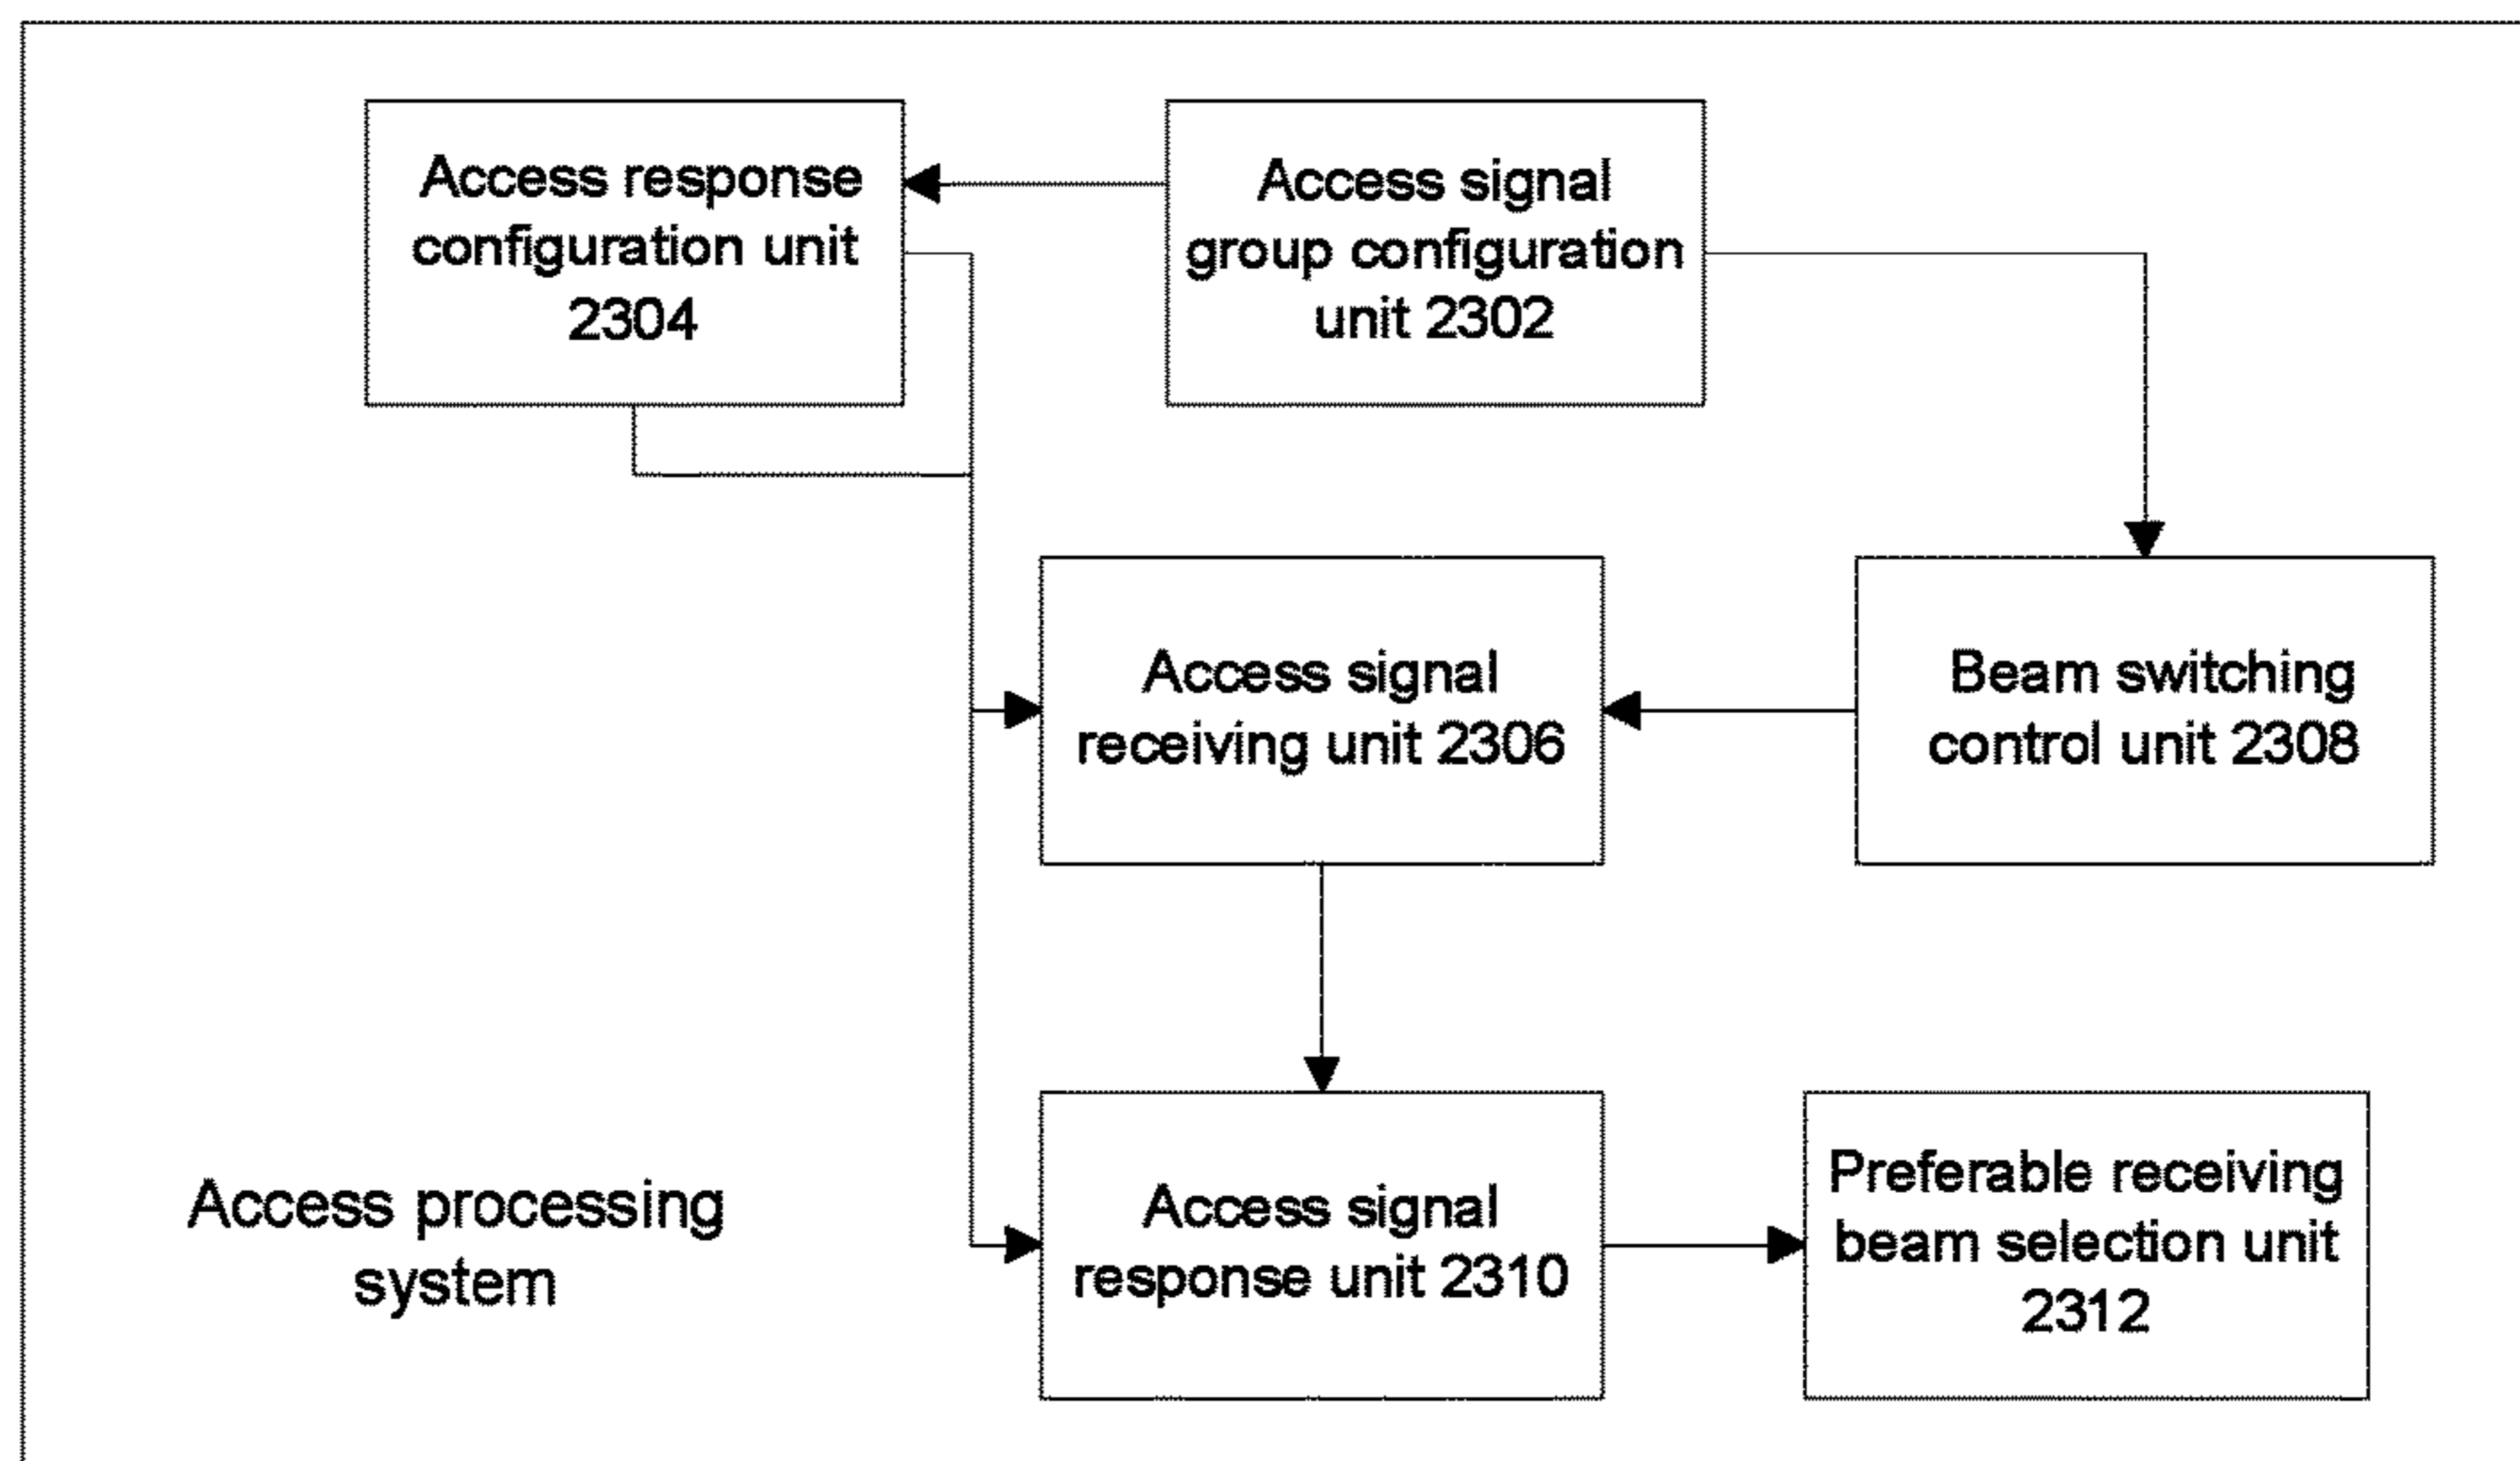 Access response
configuration unit
2304
Access signal
group configuration
unit 2302
Access signal
receiving unit 2306
Beam switching
control unit 2308
Access processing
system
Access signal
response unit 2310
Preferable receiving
beam selection unit
2312